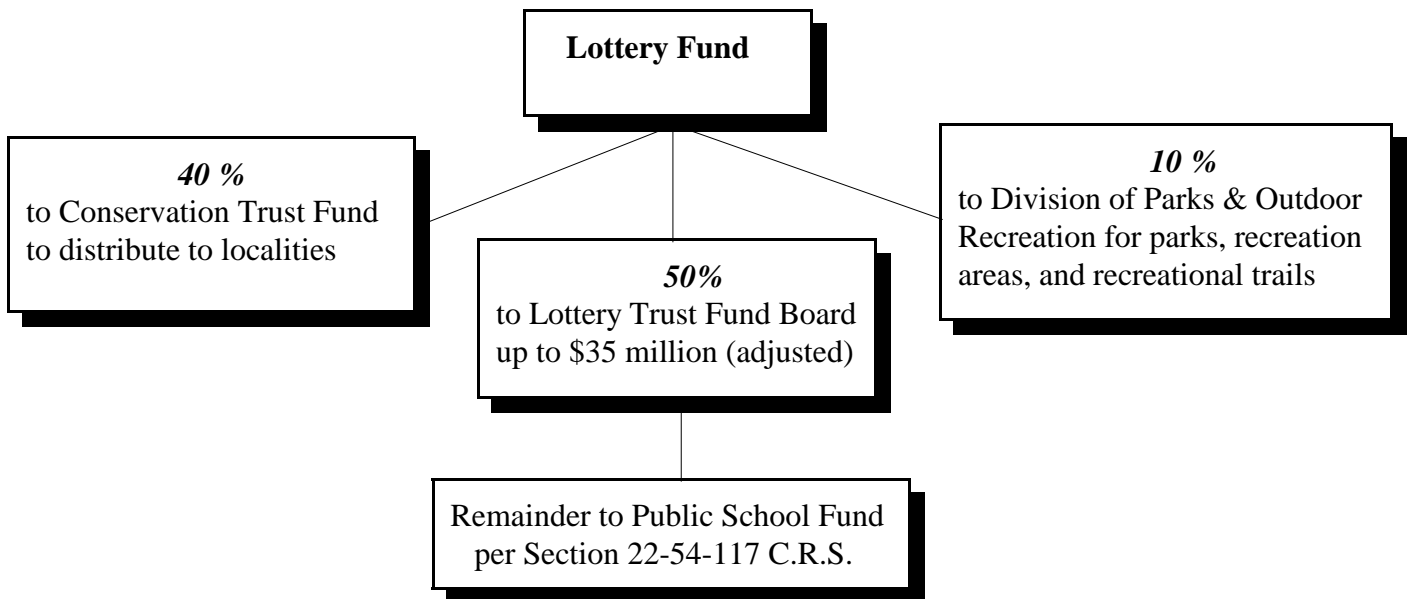 Lottery Fund
40 %
to Conservation Trust Fund
to distribute to localities
50%
to Lottery Trust Fund Board
up to $35 million (adjusted)
10 %
to Division of Parks & Outdoor
Recreation for parks, recreation
areas, and recreational trails
Remainder to Public School Fund
per Section 22-54-117 C.R.S.